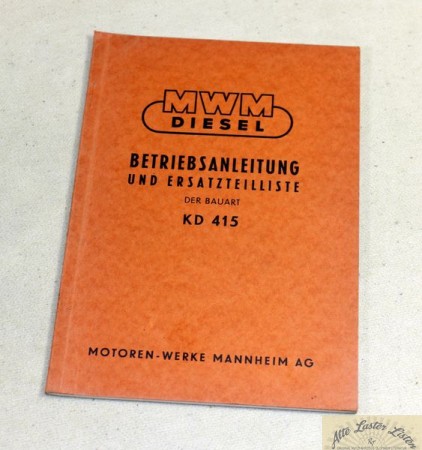 MWM
DIESEL
BETRIEBSANLEITUNG
UND ERSATZTEILLISTE
DER BAUART
KD 415
MOTOREN-WERKE MANNHEIM AG
Alte Laster Listen